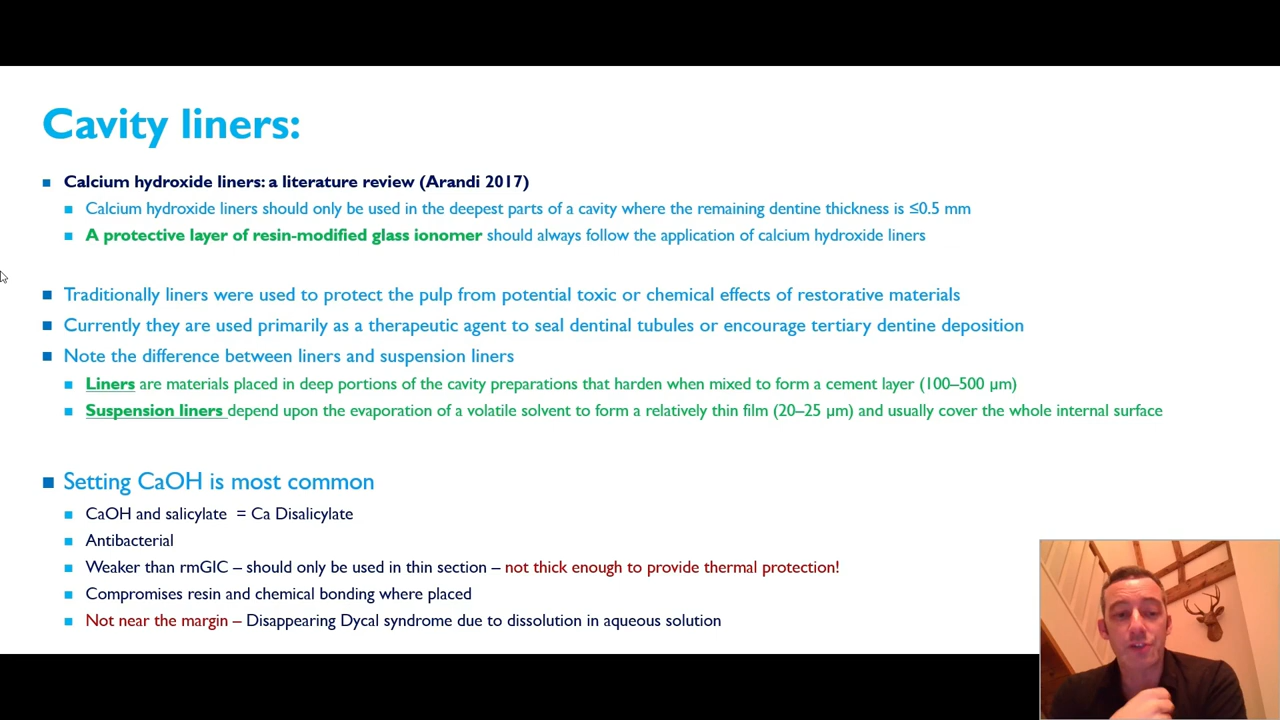 Cavity liners:
Calcium hydroxide liners: a literature review (Arandi 2017)
Calcium hydroxide liners should only be used in the deepest parts of a cavity where the remaining dentine thickness is ≤0.5 mm
A protective layer of resin-modified glass ionomer should always follow the application of calcium hydroxide liners
Traditionally liners were used to protect the pulp from potential toxic or chemical effects of restorative materials
Currently they are used primarily as a therapeutic agent to seal dentinal tubules or encourage tertiary dentine deposition
Note the difference between liners and suspension liners
Liners are materials placed in deep portions of the cavity preparations that harden when mixed to form a cement layer (100–500 μm)
Suspension liners depend upon the evaporation of a volatile solvent to form a relatively thin film (20–25 μm) and usually cover the whole internal surface
Setting CaOH is most common
CaOH and salicylate = Ca Disalicylate
Antibacterial
Weaker than rmGIC – should only be used in thin section – not thick enough to provide thermal protection!
Compromises resin and chemical bonding where placed
Not near the margin – Disappearing Dycal syndrome due to dissolution in aqueous solution